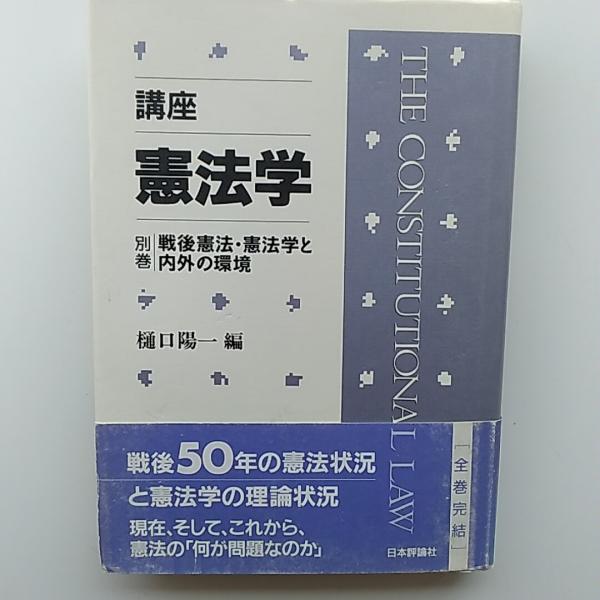 講座
憲法学
別巻
戦後憲法・憲法学と
内外の環境
樋口陽一 編
THE CONSTITUTIONAL LAW
戦後50年の憲法状況
と憲法学の理論状況
現在、そして、これから、
憲法の「何が問題なのか」
[全巻完結]
日本評論社